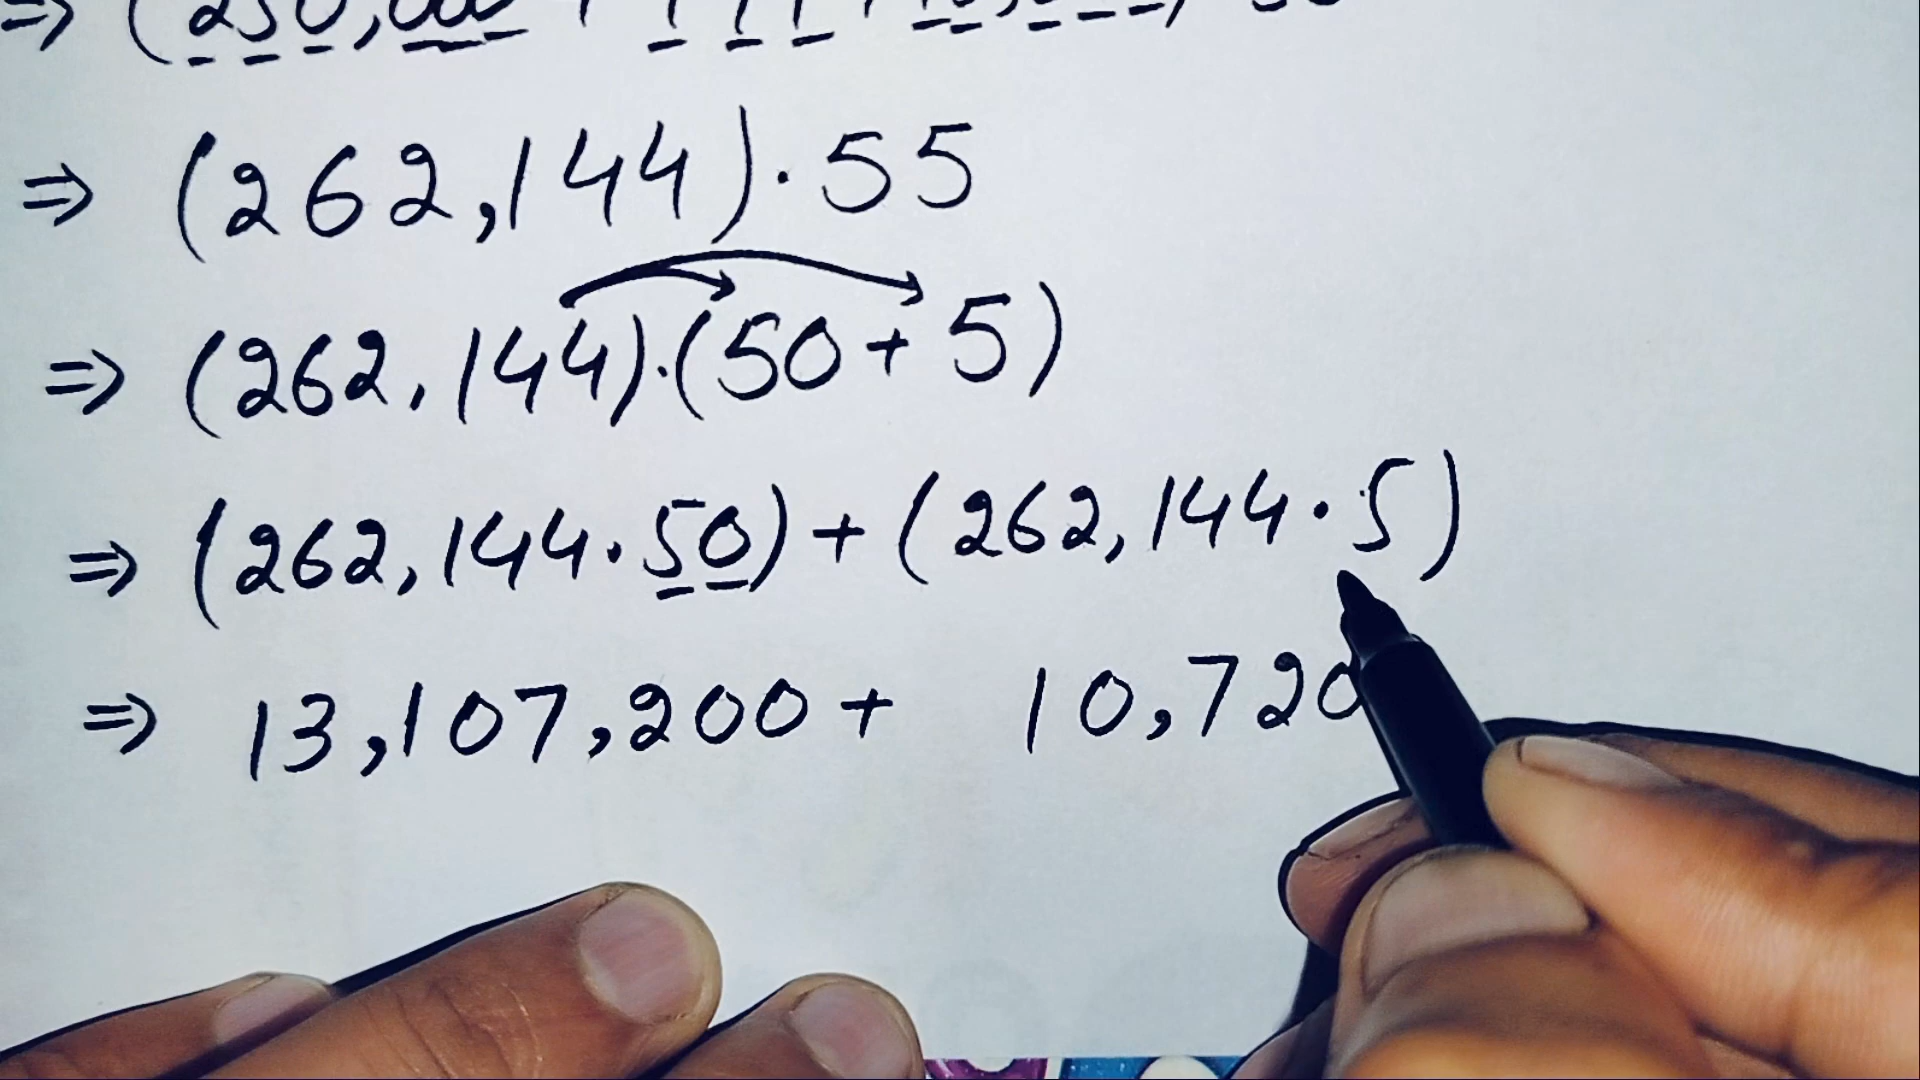 ⇒ (262,144)·55
⇒ (262,144)·(50+5)
⇒ (262,144·50)+(262,144·5)
⇒ 13,107,200+ 10,720